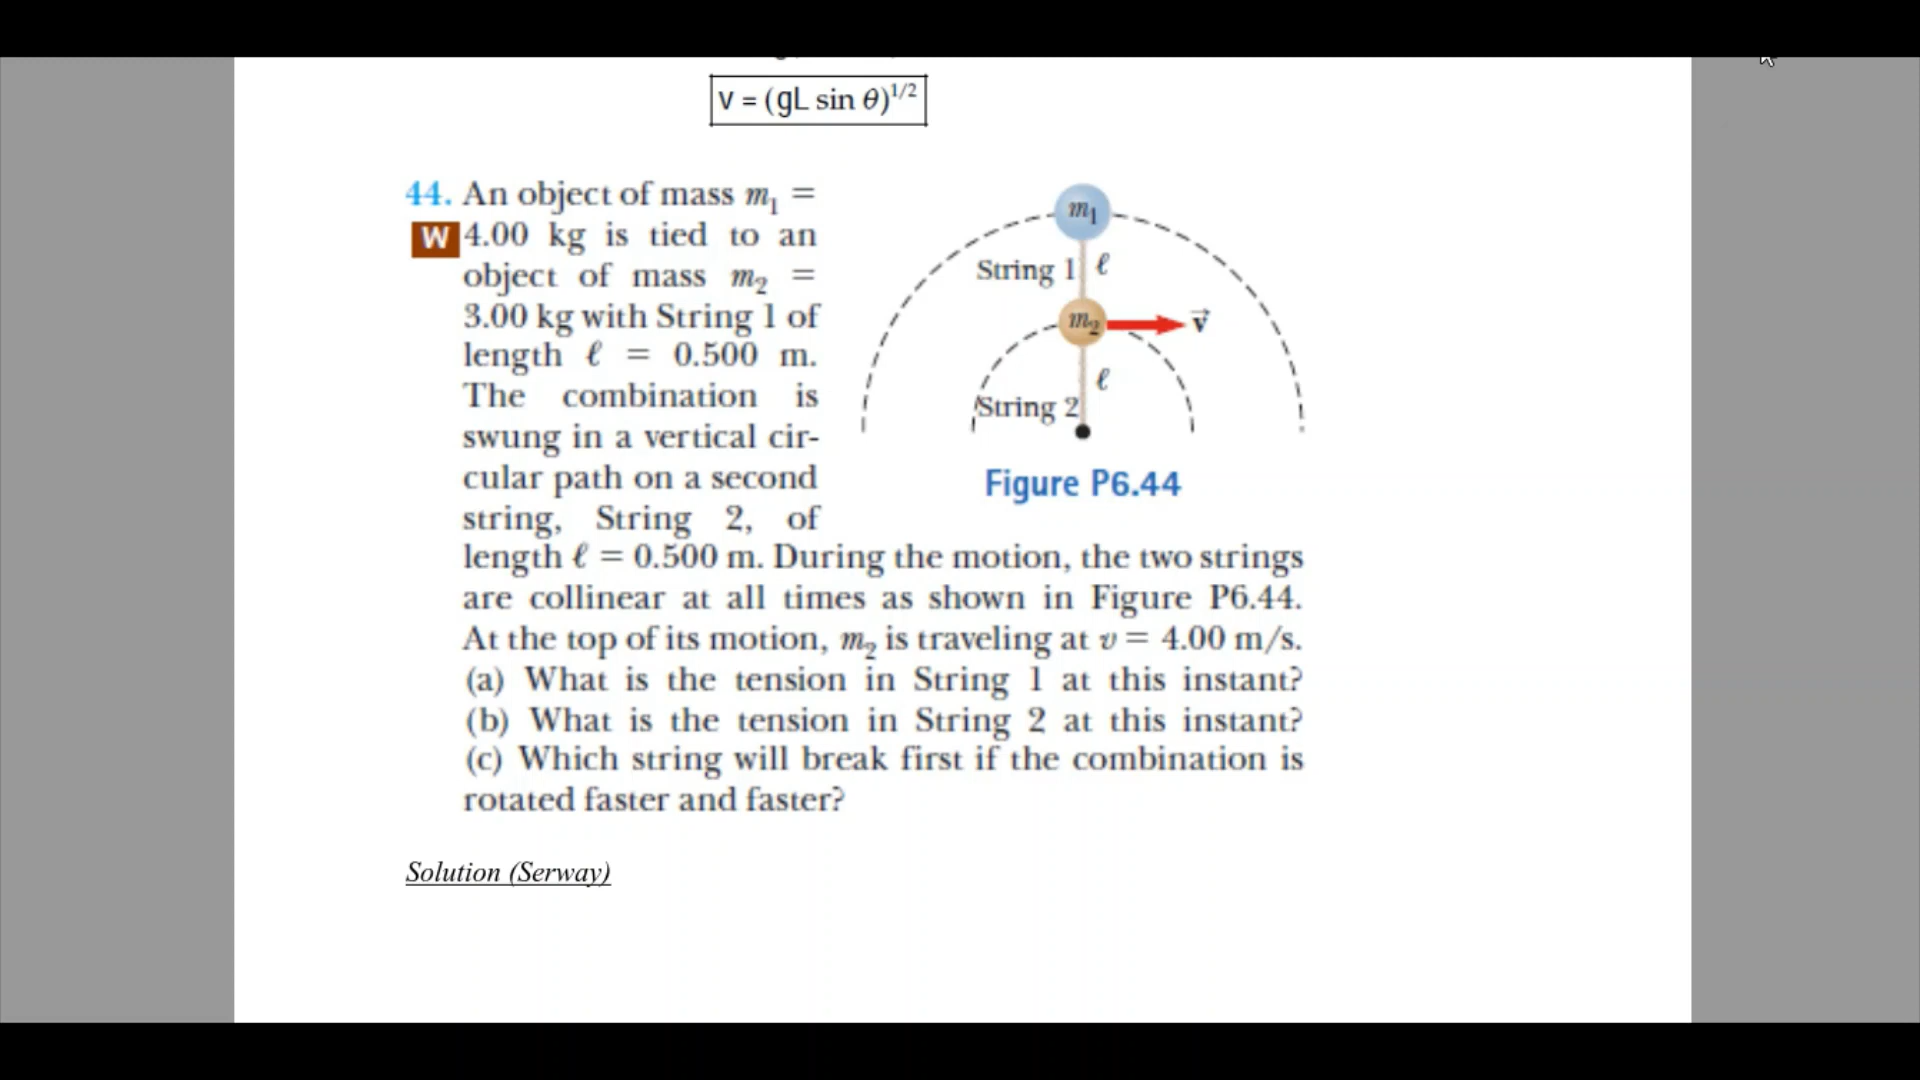 v = (gL sin θ)^1/2
44. An object of mass m₁ =
W 4.00 kg is tied to an
object of mass m₂ =
3.00 kg with String 1 of
length ℓ = 0.500 m.
The combination is
swung in a vertical cir-
cular path on a second
string, String 2, of
length ℓ = 0.500 m. During the motion, the two strings
are collinear at all times as shown in Figure P6.44.
At the top of its motion, m₂ is traveling at v = 4.00 m/s.
(a) What is the tension in String 1 at this instant?
(b) What is the tension in String 2 at this instant?
(c) Which string will break first if the combination is
rotated faster and faster?
m₁
String 1 ℓ
m₂ v⃗
ℓ
String 2
Figure P6.44
Solution (Serway)